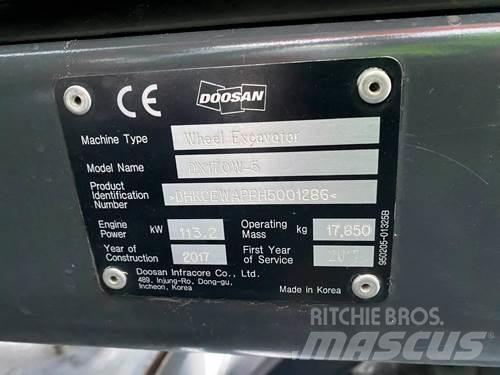 CE
DOOSAN
Machine Type Wheel Excavator
Model Name DX170W-5
Product Identification Number >DHKCEWAPPH5001286<
Engine Power kW 113.2 Operating Mass kg 17,650
Year of Construction 2017 First Year of Service
Doosan Infracore Co., Ltd.
489, Injung-Ro, Dong-gu,
Incheon, Korea
Made in Korea
950205-01325B
RITCHIE BROS.
MASCUS